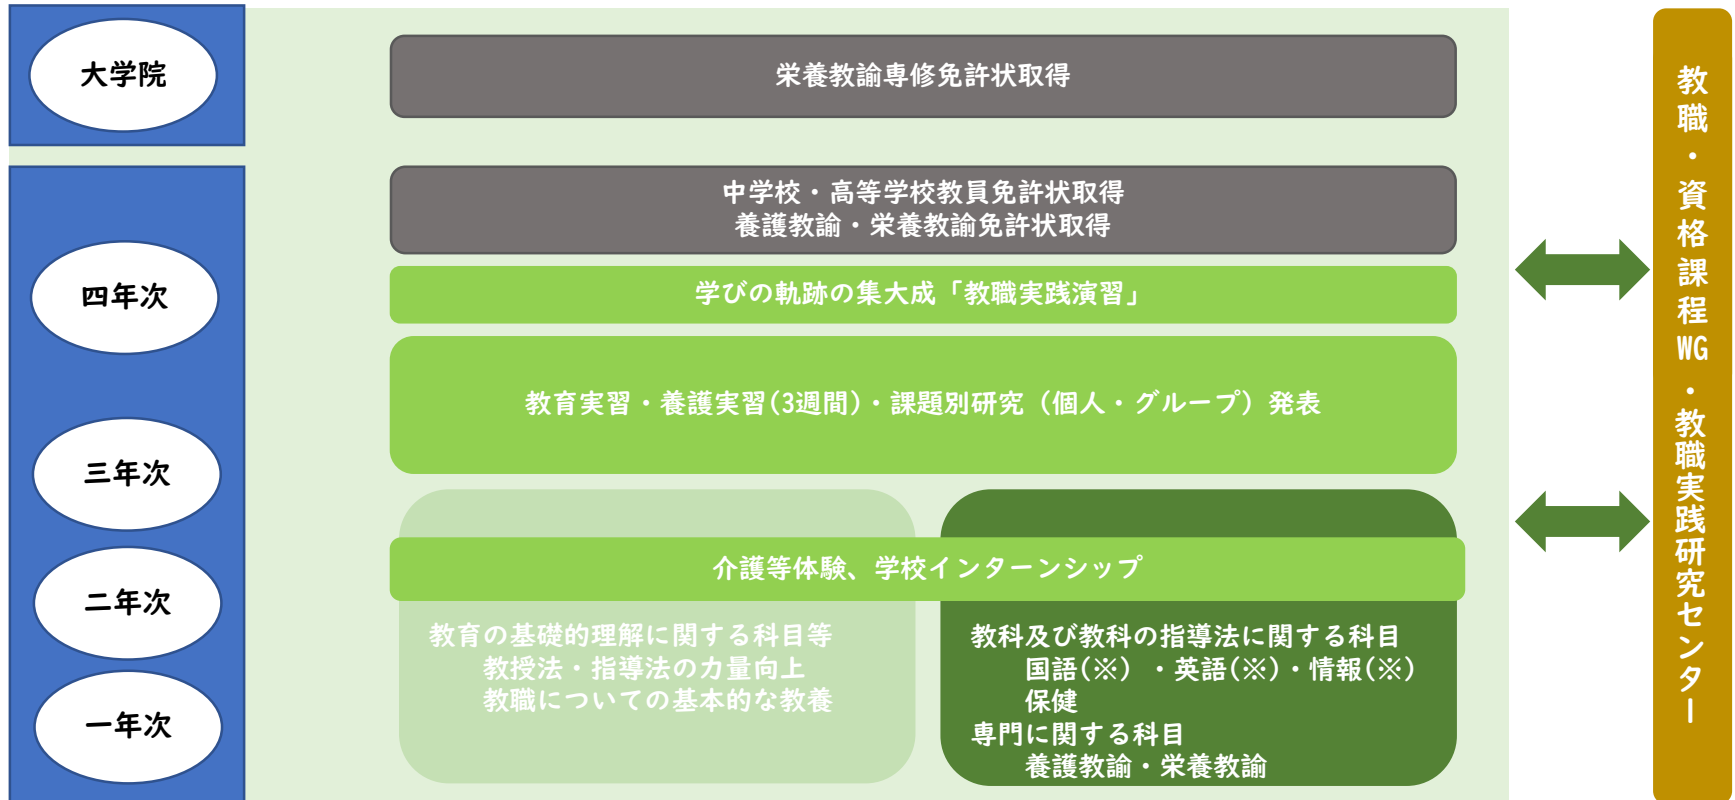 大学院
栄養教諭専修免許状取得
中学校・高等学校教員免許状取得
養護教諭・栄養教諭免許状取得
四年次
学びの軌跡の集大成「教職実践演習」
教育実習・養護実習(3週間)・課題別研究（個人・グループ）発表
三年次
介護等体験、学校インターンシップ
二年次
教育の基礎的理解に関する科目等
教授法・指導法の力量向上
教職についての基本的な教養
教科及び教科の指導法に関する科目
国語(※) ・英語(※)・情報(※)
保健
専門に関する科目
養護教諭・栄養教諭
一年次
教職・資格課程WG・教職実践研究センター